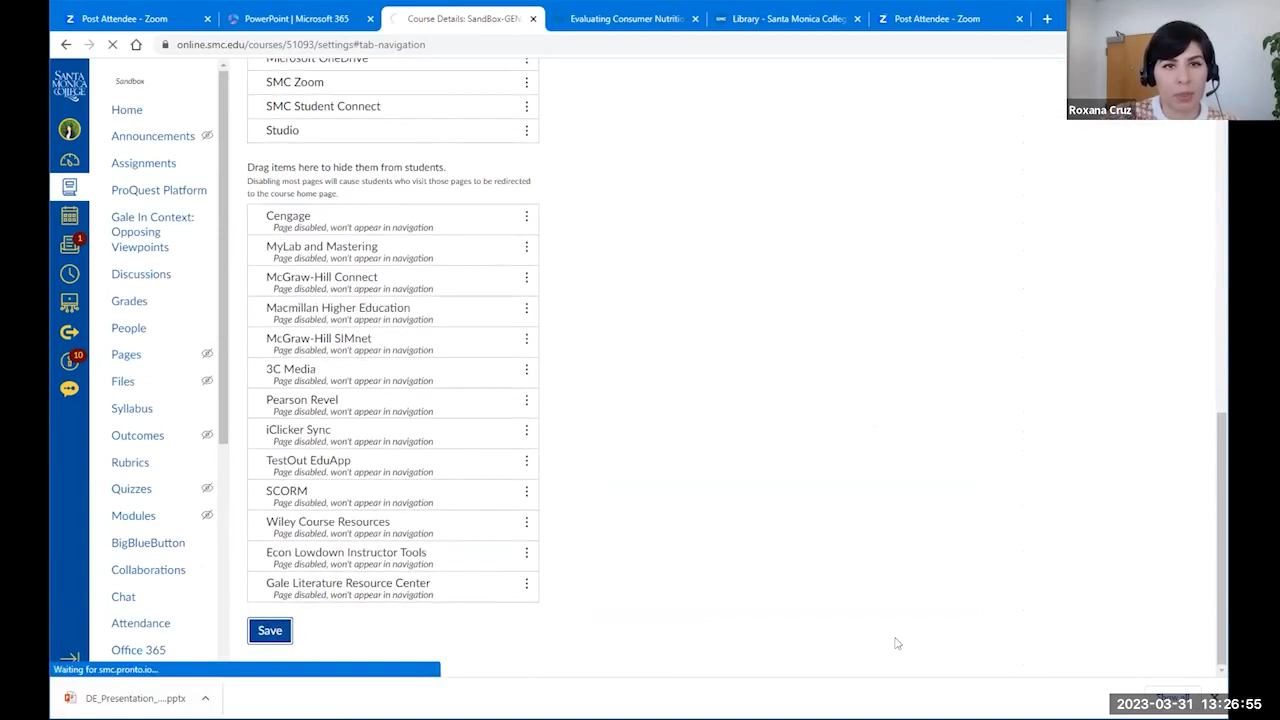 Post Attendee - Zoom
PowerPoint | Microsoft 365
Course Details: SandBox-GEN
Evaluating Consumer Nutritio
Library - Santa Monica Colleg
Post Attendee - Zoom
online.smc.edu/courses/51093/settings#tab-navigation
SANTA
MONICA
COLLEGE
1
10
Sandbox
Home
Announcements
Assignments
ProQuest Platform
Gale In Context:
Opposing
Viewpoints
Discussions
Grades
People
Pages
Files
Syllabus
Outcomes
Rubrics
Quizzes
Modules
BigBlueButton
Collaborations
Chat
Attendance
Office 365
Microsoft OneDrive
SMC Zoom
SMC Student Connect
Studio
Drag items here to hide them from students.
Disabling most pages will cause students who visit those pages to be redirected
to the course home page.
Cengage
Page disabled, won't appear in navigation
MyLab and Mastering
Page disabled, won't appear in navigation
McGraw-Hill Connect
Page disabled, won't appear in navigation
Macmillan Higher Education
Page disabled, won't appear in navigation
McGraw-Hill SIMnet
Page disabled, won't appear in navigation
3C Media
Page disabled, won't appear in navigation
Pearson Revel
Page disabled, won't appear in navigation
iClicker Sync
Page disabled, won't appear in navigation
TestOut EduApp
Page disabled, won't appear in navigation
SCORM
Page disabled, won't appear in navigation
Wiley Course Resources
Page disabled, won't appear in navigation
Econ Lowdown Instructor Tools
Page disabled, won't appear in navigation
Gale Literature Resource Center
Page disabled, won't appear in navigation
Save
Roxana Cruz
Waiting for smc.pronto.io...
DE_Presentation_....pptx
2023-03-31 13:26:55